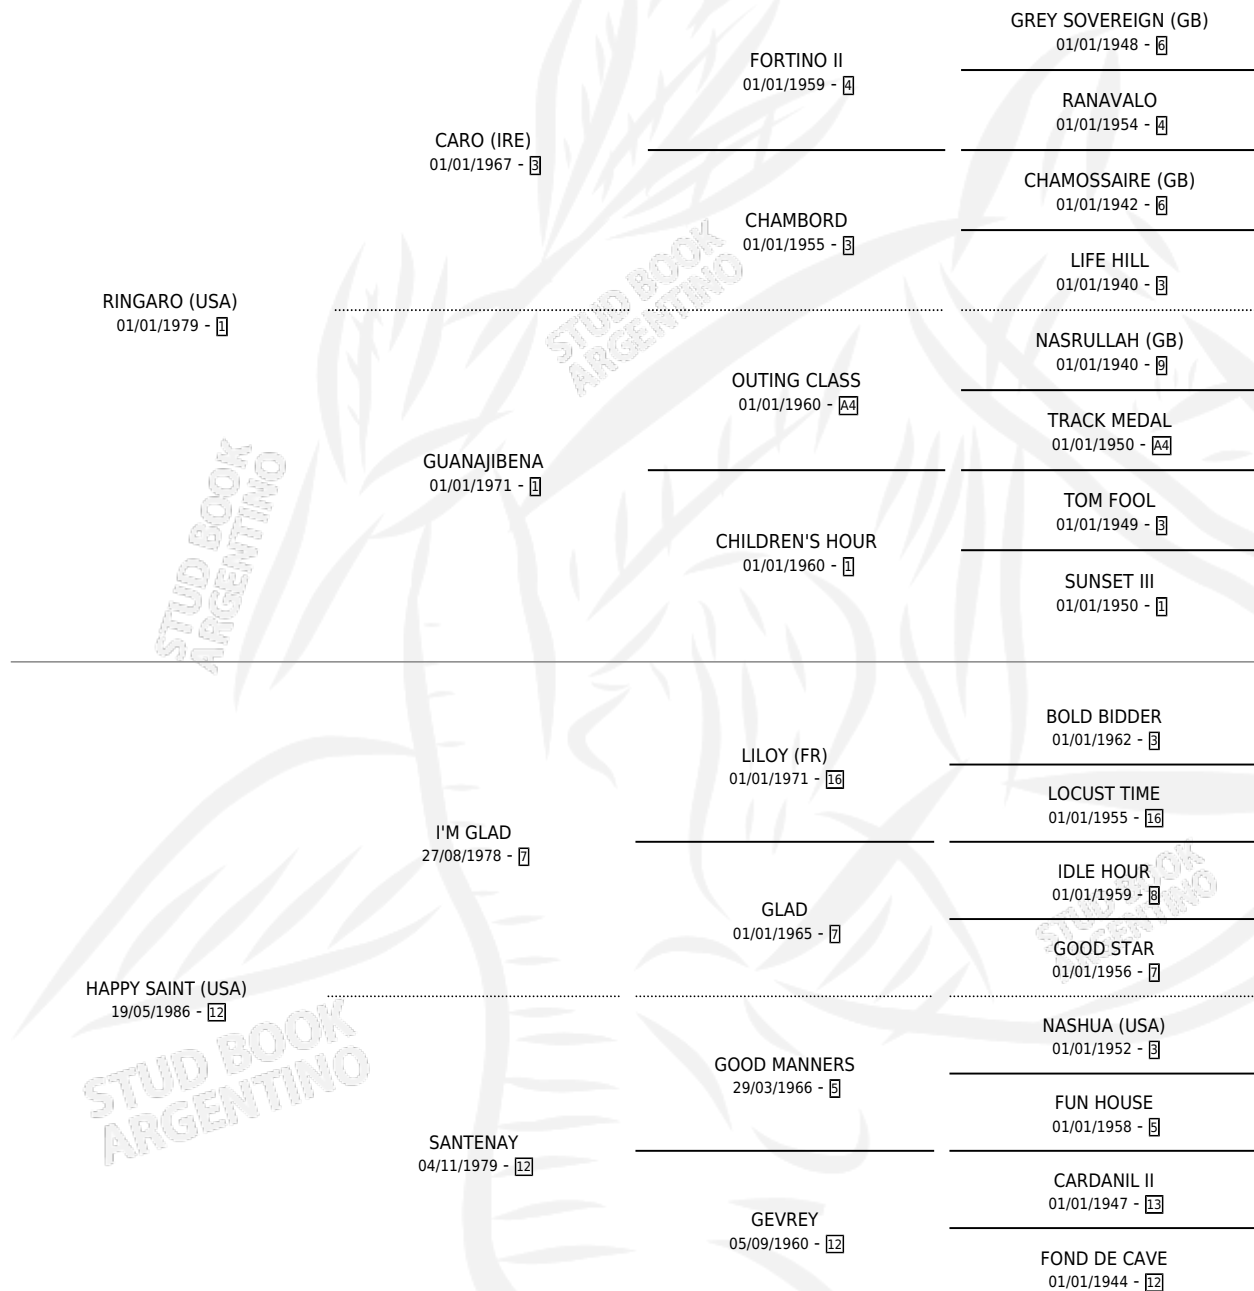 GREY SOVEREIGN (GB)
01/01/1948 - 6
FORTINO II
01/01/1959 - 4
RANAVALO
01/01/1954 - 4
CARO (IRE)
01/01/1967 - 3
CHAMOSSAIRE (GB)
01/01/1942 - 6
CHAMBORD
01/01/1955 - 3
LIFE HILL
01/01/1940 - 3
RINGARO (USA)
01/01/1979 - 1
NASRULLAH (GB)
01/01/1940 - 9
OUTING CLASS
01/01/1960 - A4
TRACK MEDAL
01/01/1950 - A4
GUANAJIBENA
01/01/1971 - 1
TOM FOOL
01/01/1949 - 3
CHILDREN'S HOUR
01/01/1960 - 1
SUNSET III
01/01/1950 - 1
BOLD BIDDER
01/01/1962 - 3
LILOY (FR)
01/01/1971 - 16
LOCUST TIME
01/01/1955 - 16
I'M GLAD
27/08/1978 - 7
IDLE HOUR
01/01/1959 - 8
GLAD
01/01/1965 - 7
GOOD STAR
01/01/1956 - 7
HAPPY SAINT (USA)
19/05/1986 - 12
NASHUA (USA)
01/01/1952 - 3
GOOD MANNERS
29/03/1966 - 5
FUN HOUSE
01/01/1958 - 5
SANTENAY
04/11/1979 - 12
CARDANIL II
01/01/1947 - 13
GEVREY
05/09/1960 - 12
FOND DE CAVE
01/01/1944 - 12
STUD BOOK
ARGENTINO
STUD BOOK
ARGENTINO
STUD BOOK
ARGENTINO
STUD BOOK
ARGENTINO